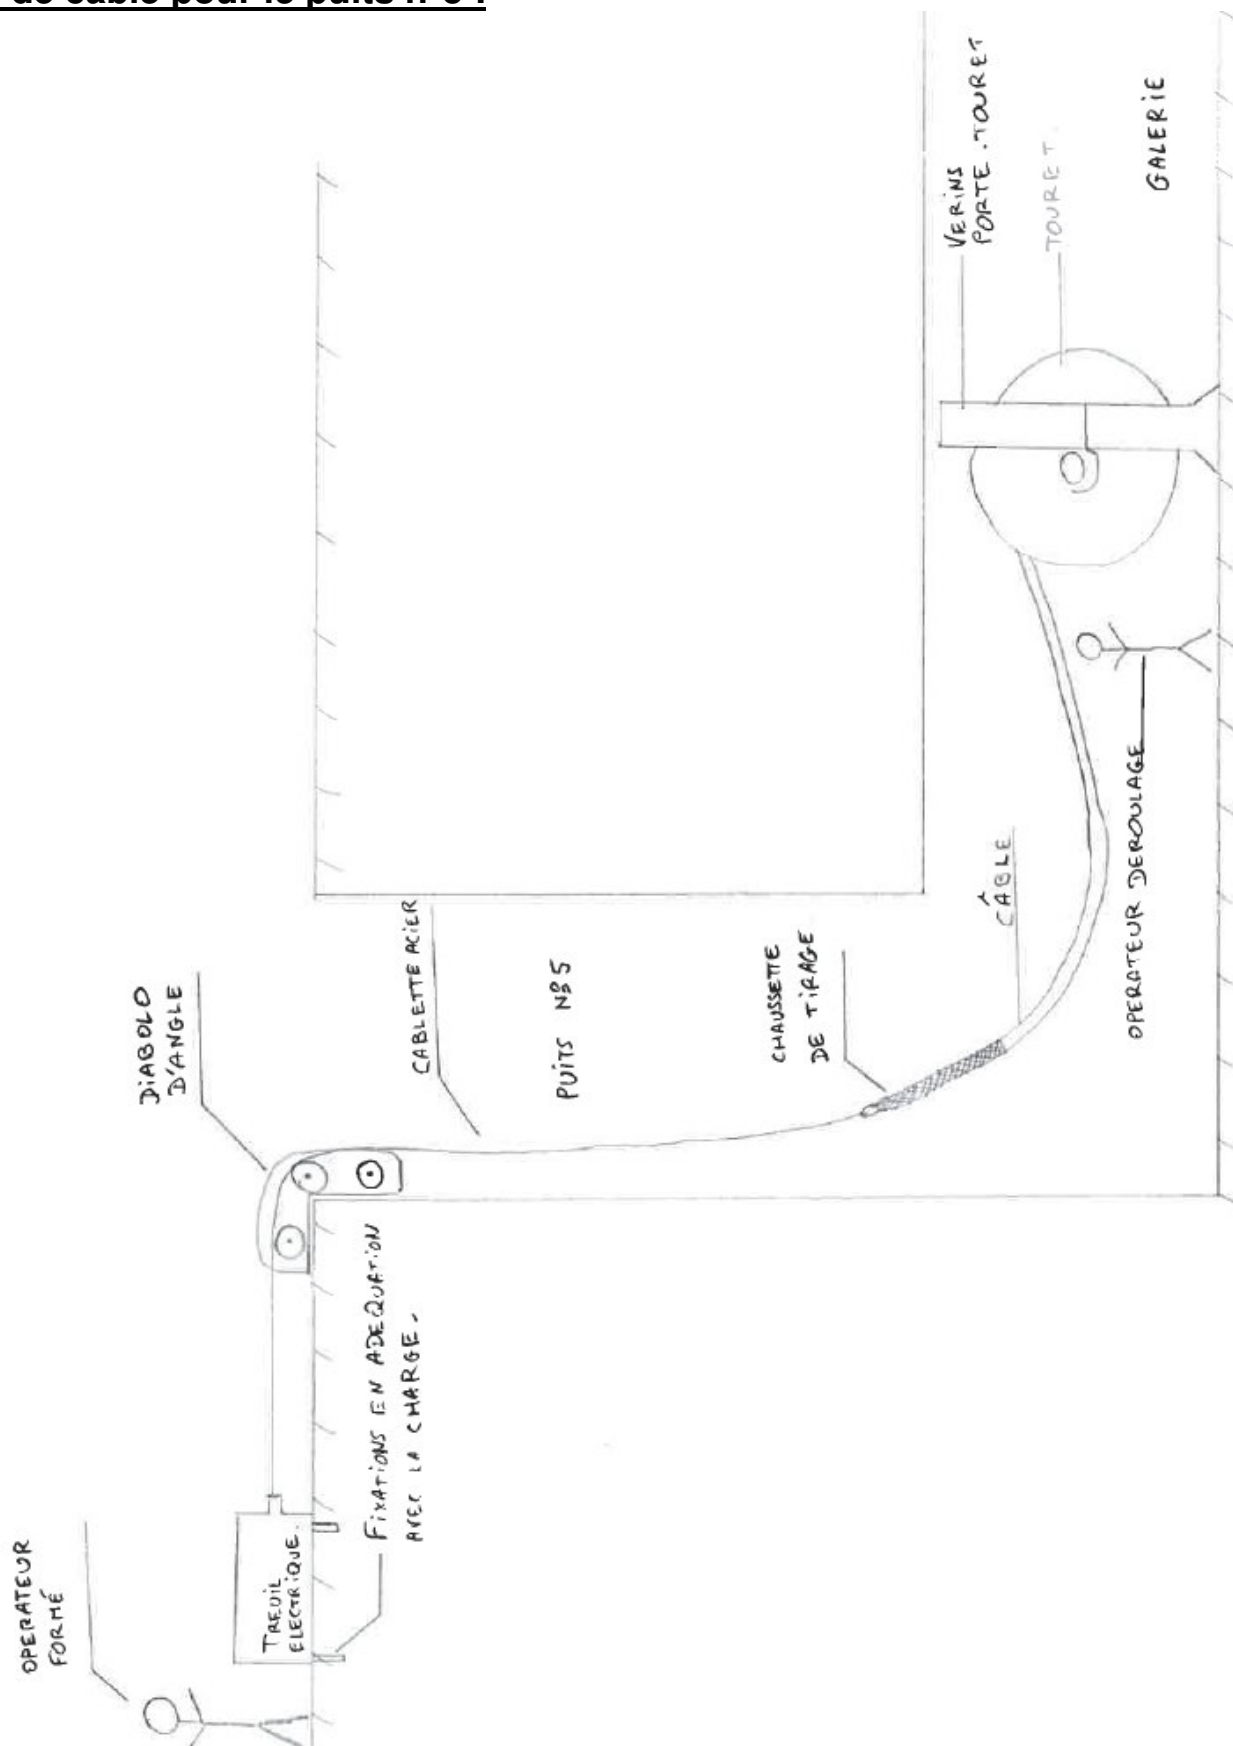 de câble pour le puits n°5 :
OPERATEUR
FORMÉ
TREUIL
ELECTRIQUE.
FIXATIONS EN ADEQUATION
AVEC LA CHARGE.
DIABOLO
D'ANGLE
CABLETTE ACIER
PUITS N°5
CHAUSSETTE
DE TIRAGE
CÂBLE
OPERATEUR DEROULAGE
VERINS
PORTE.TOURET
TOURET.
GALERIE